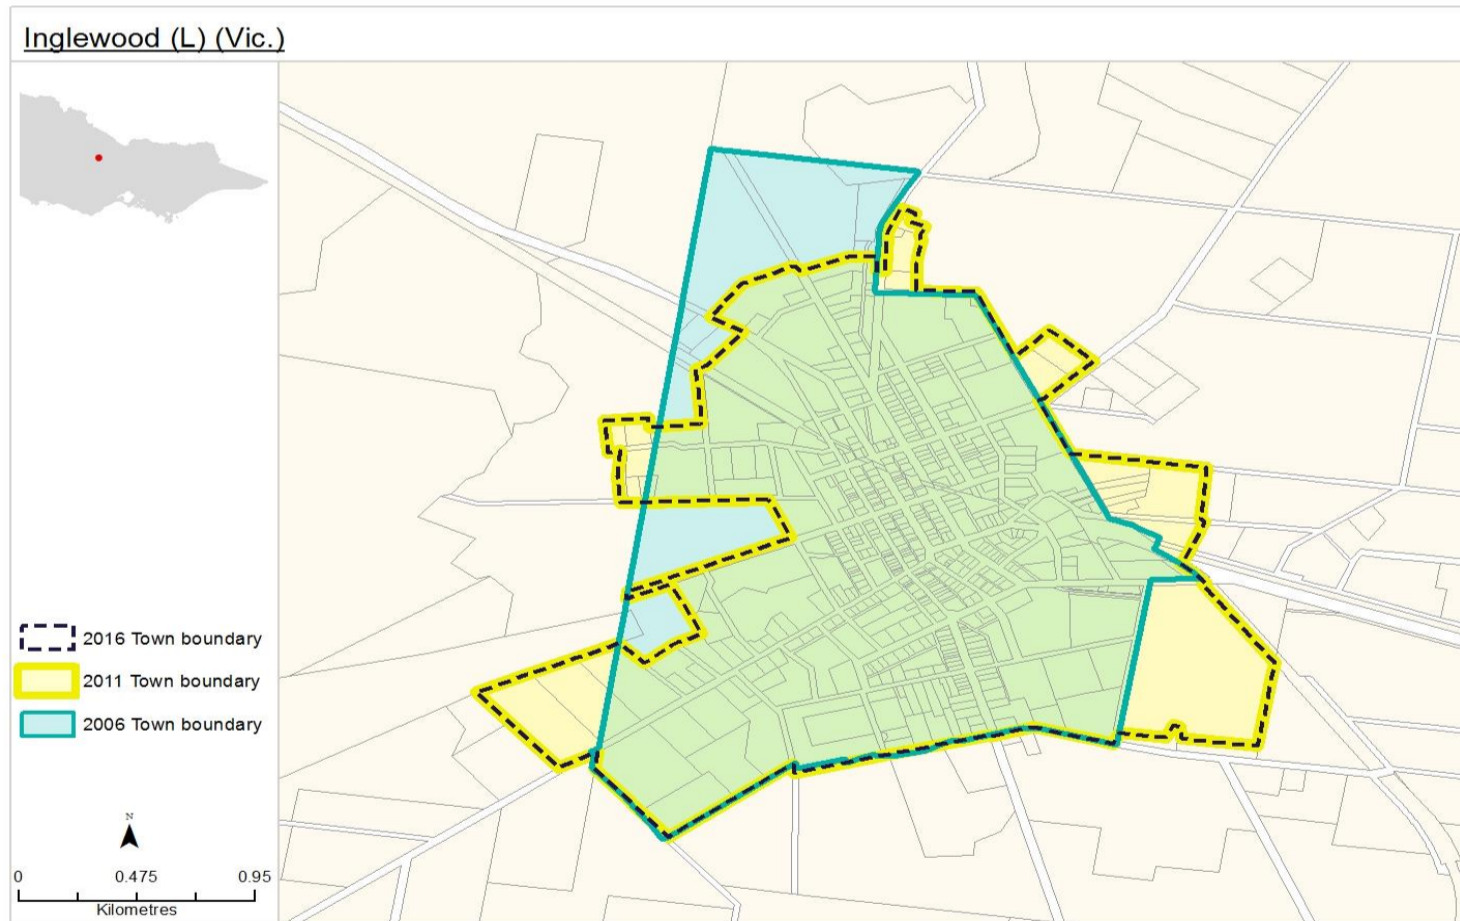 Inglewood (L) (Vic.)
2016 Town boundary
2011 Town boundary
2006 Town boundary
N
0 0.475 0.95
Kilometres